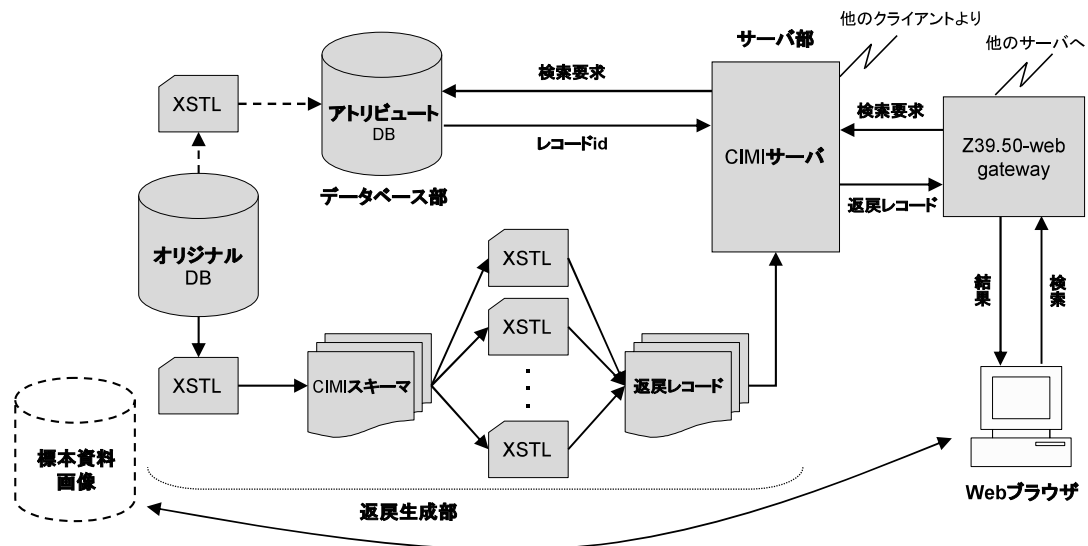 他のクライアントより
サーバ部
他のサーバへ
検索要求
XSTL
アトリビュート
DB
検索要求
レコードid
CIMIサーバ
Z39.50-web
gateway
データベース部
返戻レコード
オリジナル
DB
XSTL
XSTL
結果
検索
XSTL
CIMIスキーマ
返戻レコード
XSTL
標本資料
画像
Webブラウザ
返戻生成部